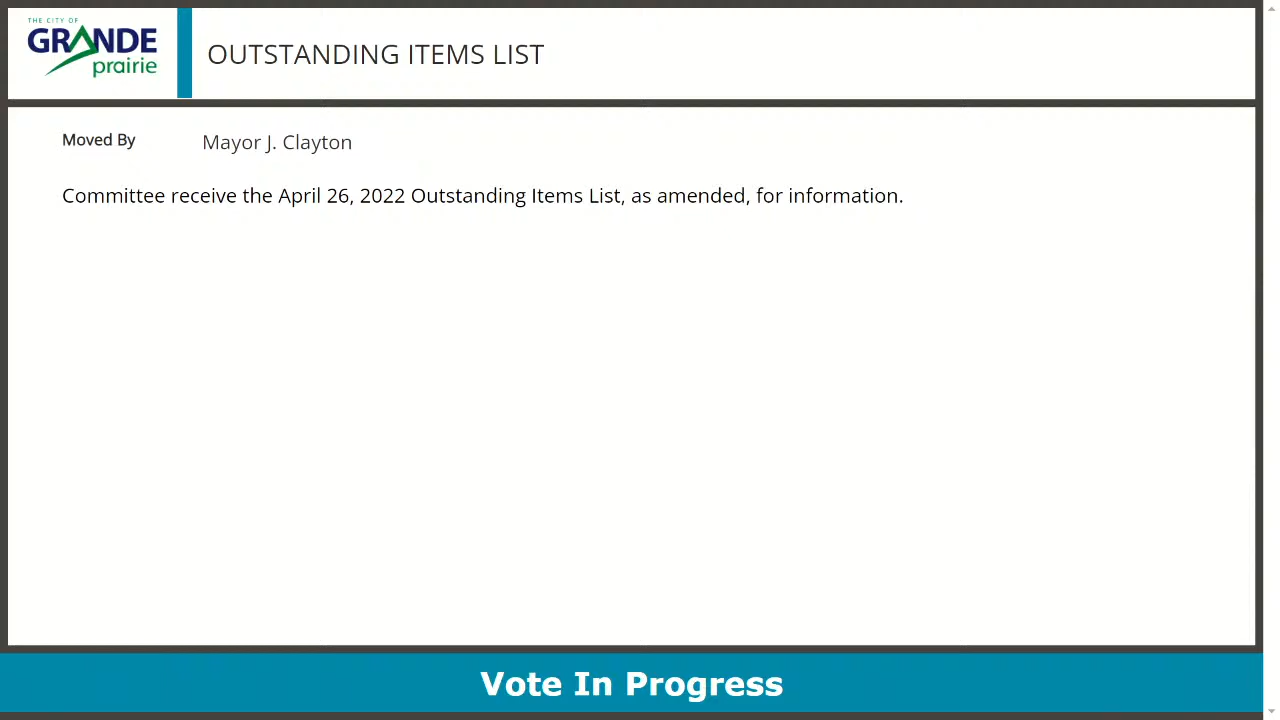 THE CITY OF
GRANDE
prairie
OUTSTANDING ITEMS LIST
Moved By
Mayor J. Clayton
Committee receive the April 26, 2022 Outstanding Items List, as amended, for information.
Vote In Progress